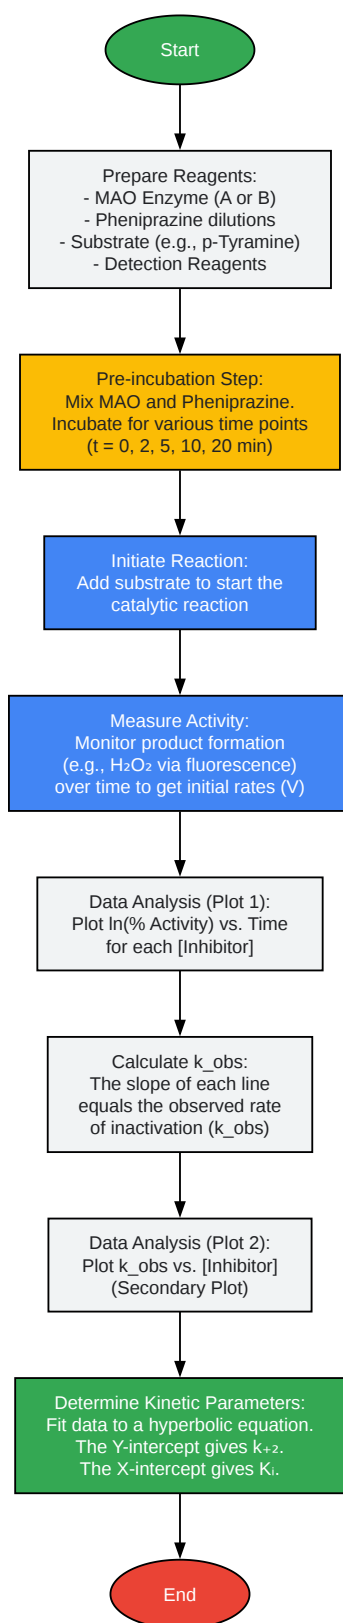 Start
Prepare Reagents:
- MAO Enzyme (A or B)
- Pheniprazine dilutions
- Substrate (e.g., p-Tyramine)
- Detection Reagents
Pre-incubation Step:
Mix MAO and Pheniprazine.
Incubate for various time points
(t = 0, 2, 5, 10, 20 min)
Initiate Reaction:
Add substrate to start the
catalytic reaction
Measure Activity:
Monitor product formation
(e.g., H₂O₂ via fluorescence)
over time to get initial rates (V)
Data Analysis (Plot 1):
Plot ln(% Activity) vs. Time
for each [Inhibitor]
Calculate k_obs:
The slope of each line
equals the observed rate
of inactivation (k_obs)
Data Analysis (Plot 2):
Plot k_obs vs. [Inhibitor]
(Secondary Plot)
Determine Kinetic Parameters:
Fit data to a hyperbolic equation.
The Y-intercept gives k₊₂.
The X-intercept gives Kᵢ.
End